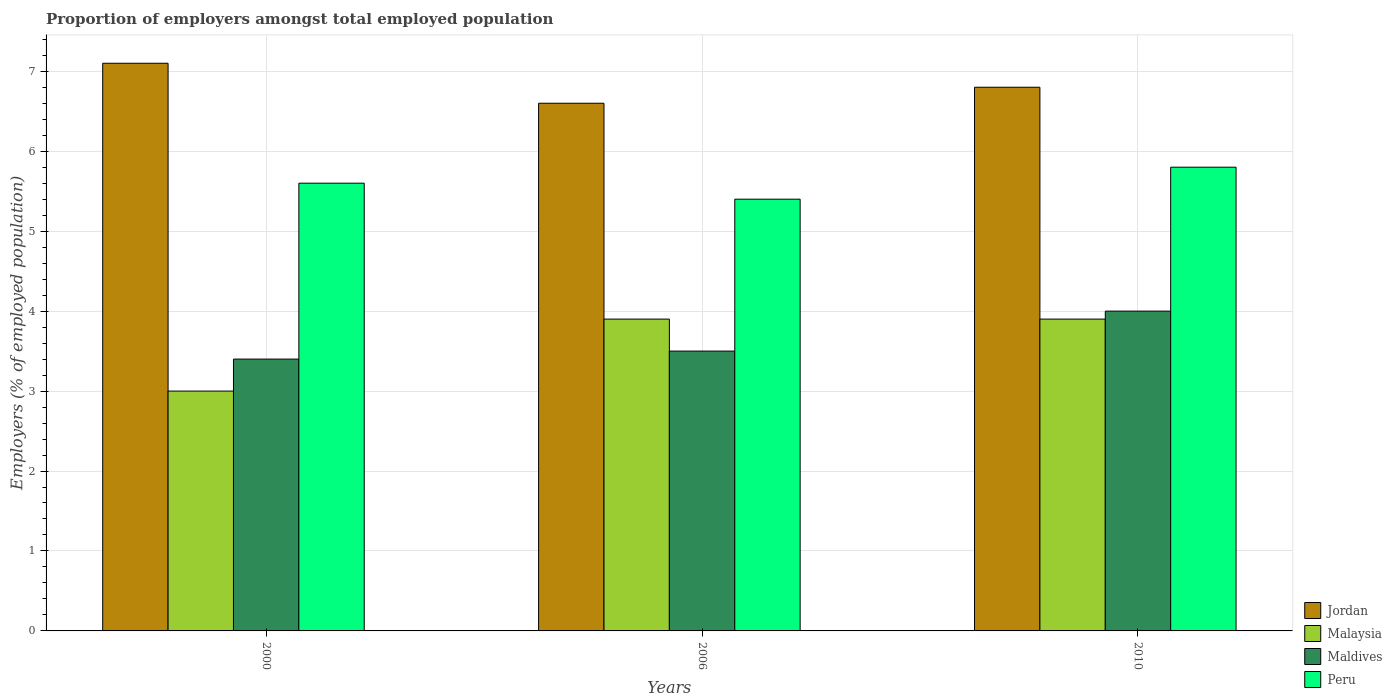 Proportion of employers amongst total employed population
Employers (% of employed population)
7
6
5
4
3
2
1
0
2000
2006
2010
Years
Jordan
Malaysia
Maldives
Peru